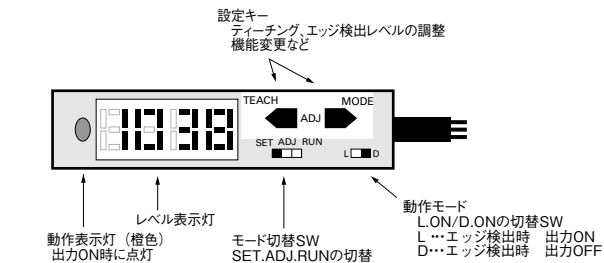 設定キー
ティーチング、エッジ検出レベルの調整
機能変更など
TEACH
MODE
ADJ
SET ADJ RUN
L
D
動作表示灯（橙色）
出力ON時に点灯
レベル表示灯
モード切替SW
SET.ADJ.RUNの切替
動作モード
L.ON/D.ONの切替SW
L…エッジ検出時　出力ON
D…エッジ検出時　出力OFF